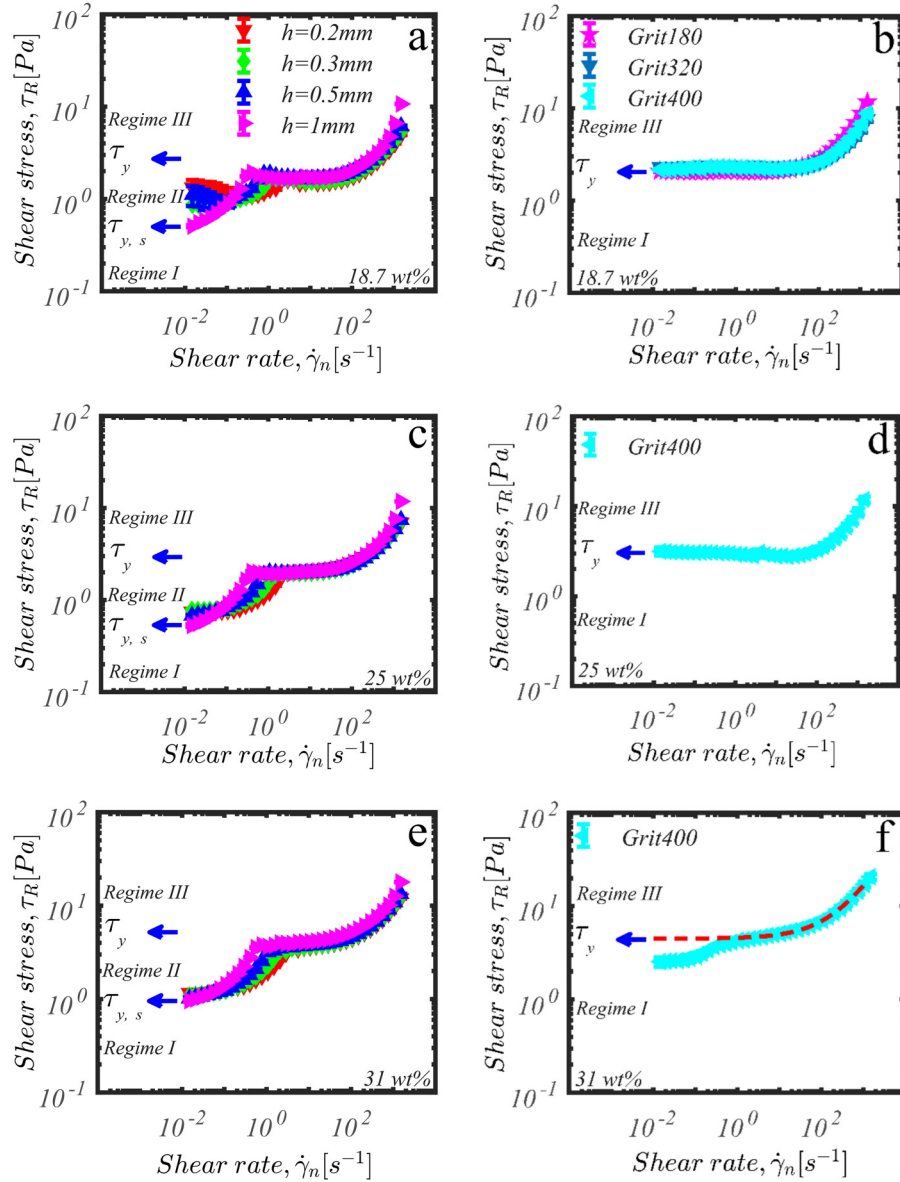 a
h=0.2mm
h=0.3mm
h=0.5mm
h=1mm
Regime III
τ_y
Regime II
τ_{y, s}
Regime I
18.7 wt%
10^2
10^1
10^0
10^{-1}
10^{-2} 10^0 10^2
Shear stress, τ_R[Pa]
Shear rate, γ̇_n[s^{-1}]
b
Grit180
Grit320
Grit400
Regime III
τ_y
Regime I
18.7 wt%
10^2
10^1
10^0
10^{-1}
10^{-2} 10^0 10^2
Shear stress, τ_R[Pa]
Shear rate, γ̇_n[s^{-1}]
c
Regime III
τ_y
Regime II
τ_{y, s}
Regime I
25 wt%
10^2
10^1
10^0
10^{-1}
10^{-2} 10^0 10^2
Shear stress, τ_R[Pa]
Shear rate, γ̇_n[s^{-1}]
d
Grit400
Regime III
τ_y
Regime I
25 wt%
10^2
10^1
10^0
10^{-1}
10^{-2} 10^0 10^2
Shear stress, τ_R[Pa]
Shear rate, γ̇_n[s^{-1}]
e
Regime III
τ_y
Regime II
τ_{y, s}
Regime I
31 wt%
10^2
10^1
10^0
10^{-1}
10^{-2} 10^0 10^2
Shear stress, τ_R[Pa]
Shear rate, γ̇_n[s^{-1}]
f
Grit400
Regime III
τ_y
Regime I
31 wt%
10^2
10^1
10^0
10^{-1}
10^{-2} 10^0 10^2
Shear stress, τ_R[Pa]
Shear rate, γ̇_n[s^{-1}]